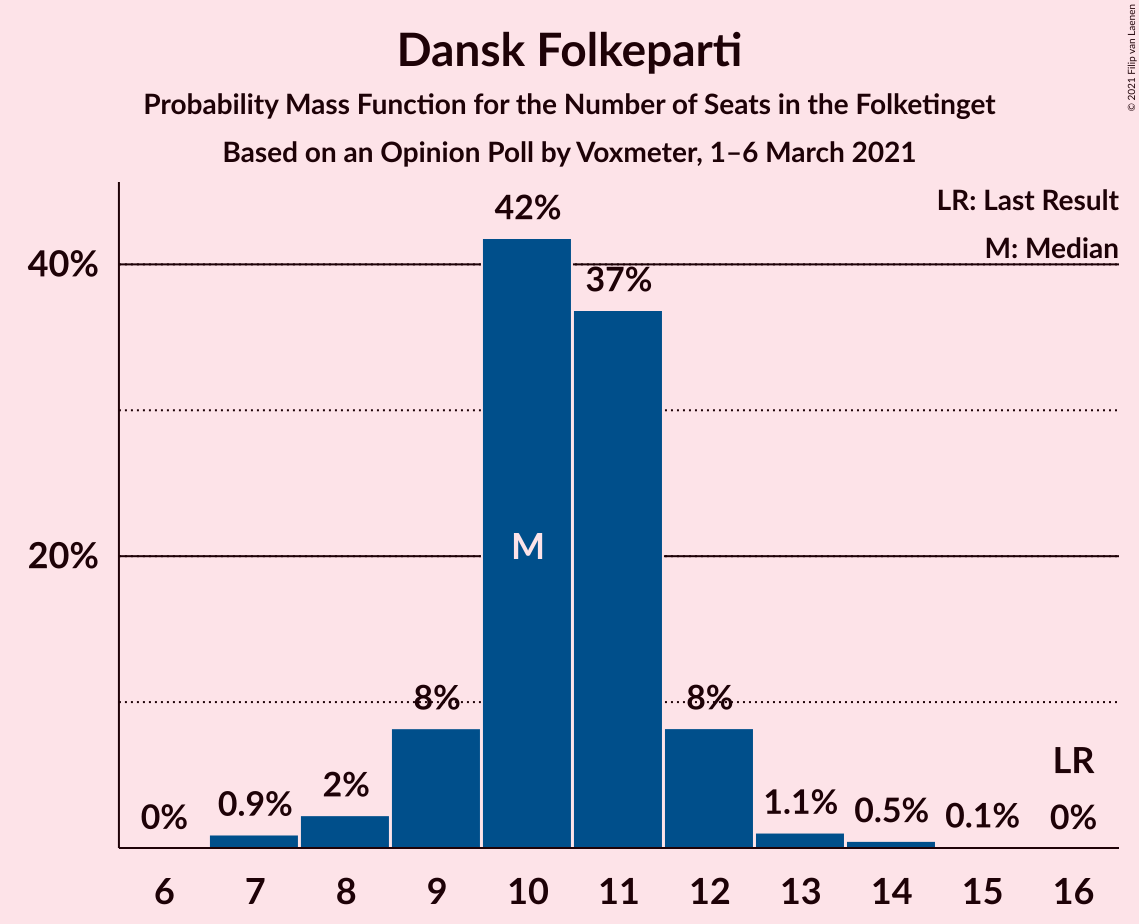 Dansk Folkeparti
Probability Mass Function for the Number of Seats in the Folketinget
Based on an Opinion Poll by Voxmeter, 1–6 March 2021
© 2021 Filip van Laenen
LR: Last Result
M: Median
40%
20%
0%
0.9%
2%
8%
42%
M
37%
8%
1.1%
0.5%
0.1%
LR
0%
6 7 8 9 10 11 12 13 14 15 16